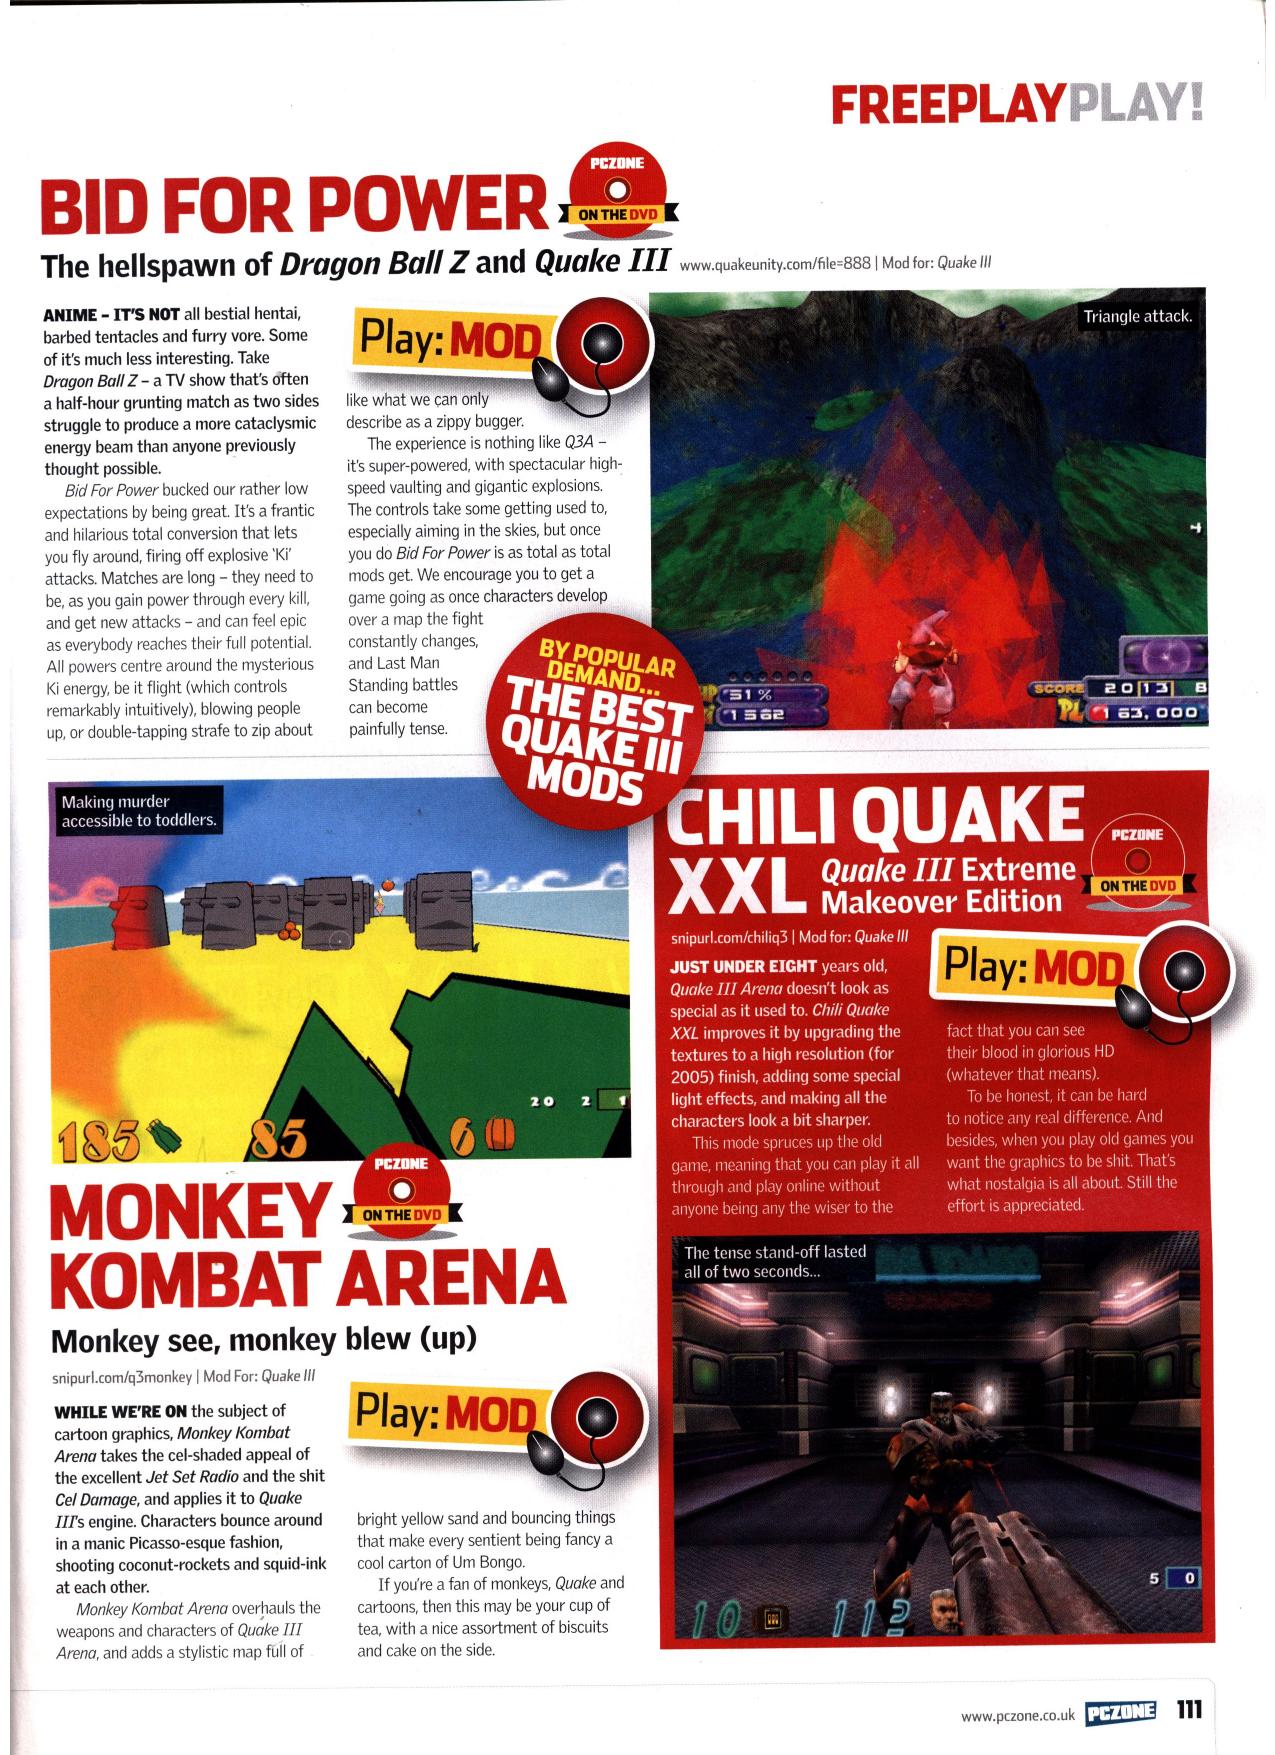 FREEPLAYPLAY!
BID FOR POWER
PCZONE
ON THE DVD
The hellspawn of Dragon Ball Z and Quake III
www.quakeunity.com/file=888 | Mod for: Quake III
ANIME – IT'S NOT all bestial hentai,
barbed tentacles and furry vore. Some
of it's much less interesting. Take
Dragon Ball Z – a TV show that's often
a half-hour grunting match as two sides
struggle to produce a more cataclysmic
energy beam than anyone previously
thought possible.
Bid For Power bucked our rather low
expectations by being great. It's a frantic
and hilarious total conversion that lets
you fly around, firing off explosive 'Ki'
attacks. Matches are long – they need to
be, as you gain power through every kill,
and get new attacks – and can feel epic
as everybody reaches their full potential.
All powers centre around the mysterious
Ki energy, be it flight (which controls
remarkably intuitively), blowing people
up, or double-tapping strafe to zip about
Play: MOD
like what we can only
describe as a zippy bugger.
The experience is nothing like Q3A –
it's super-powered, with spectacular high-
speed vaulting and gigantic explosions.
The controls take some getting used to,
especially aiming in the skies, but once
you do Bid For Power is as total as total
mods get. We encourage you to get a
game going as once characters develop
over a map the fight
constantly changes,
and Last Man
Standing battles
can become
painfully tense.
Triangle attack.
4
51%
1562
SCORE 20 13 8
PL 163,000
BY POPULAR
DEMAND...
THE BEST
QUAKE III
MODS
Making murder
accessible to toddlers.
20 2 1
185 85 60
MONKEY
KOMBAT ARENA
PCZONE
ON THE DVD
Monkey see, monkey blew (up)
snipurl.com/q3monkey | Mod For: Quake III
WHILE WE'RE ON the subject of
cartoon graphics, Monkey Kombat
Arena takes the cel-shaded appeal of
the excellent Jet Set Radio and the shit
Cel Damage, and applies it to Quake
III's engine. Characters bounce around
in a manic Picasso-esque fashion,
shooting coconut-rockets and squid-ink
at each other.
Monkey Kombat Arena overhauls the
weapons and characters of Quake III
Arena, and adds a stylistic map full of
Play: MOD
bright yellow sand and bouncing things
that make every sentient being fancy a
cool carton of Um Bongo.
If you're a fan of monkeys, Quake and
cartoons, then this may be your cup of
tea, with a nice assortment of biscuits
and cake on the side.
CHILI QUAKE
XXL
Quake III Extreme
Makeover Edition
PCZONE
ON THE DVD
snipurl.com/chiliq3 | Mod for: Quake III
JUST UNDER EIGHT years old,
Quake III Arena doesn't look as
special as it used to. Chili Quake
XXL improves it by upgrading the
textures to a high resolution (for
2005) finish, adding some special
light effects, and making all the
characters look a bit sharper.
This mode spruces up the old
game, meaning that you can play it all
through and play online without
anyone being any the wiser to the
Play: MOD
fact that you can see
their blood in glorious HD
(whatever that means).
To be honest, it can be hard
to notice any real difference. And
besides, when you play old games you
want the graphics to be shit. That's
what nostalgia is all about. Still the
effort is appreciated.
The tense stand-off lasted
all of two seconds...
5 0
10 112
www.pczone.co.uk PCZONE 111